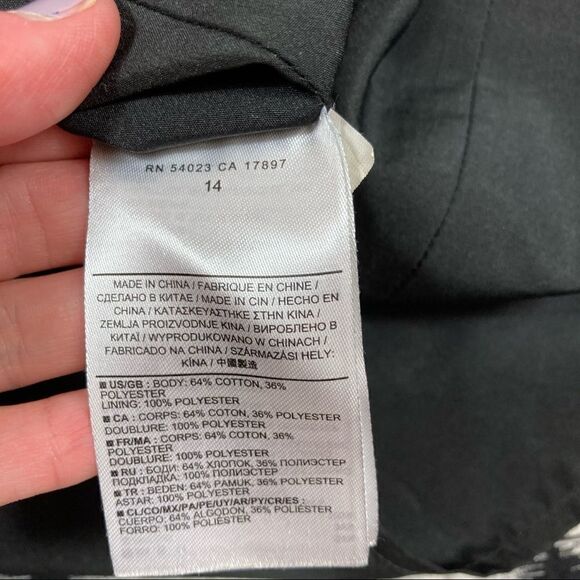 RN 54023 CA 17897
14
MADE IN CHINA / FABRIQUE EN CHINE /
СДЕЛАНО В КИТАЕ / MADE IN CIN / HECHO EN
CHINA / ΚΑΤΑΣΚΕΥΑΣΤΗΚΕ ΣΤΗΝ ΚΙΝΑ /
ZEMLJA PROIZVODNJE KINA / ВИРОБЛЕНО В
КИТАЇ / WYPRODUKOWANO W CHINACH /
FABRICADO NA CHINA / SZÁRMAZÁSI HELY:
KÍNA / 中國製造
US/GB : BODY: 64% COTTON, 36%
POLYESTER
LINING: 100% POLYESTER
CA : CORPS: 64% COTON, 36% POLYESTER
DOUBLURE: 100% POLYESTER
FR/MA : CORPS: 64% COTON, 36%
POLYESTER
DOUBLURE: 100% POLYESTER
RU : БОДИ: 64% ХЛОПОК, 36% ПОЛИЭСТЕР
ПОДКЛАДКА: 100% ПОЛИЭСТЕР
TR : BEDEN: 64% PAMUK, 36% POLYESTER
ASTAR: 100% POLYESTER
CL/CO/MX/PA/PE/UY/AR/PY/CR/ES :
CUERPO: 64% ALGODON, 36% POLIESTER
FORRO: 100% POLIESTER